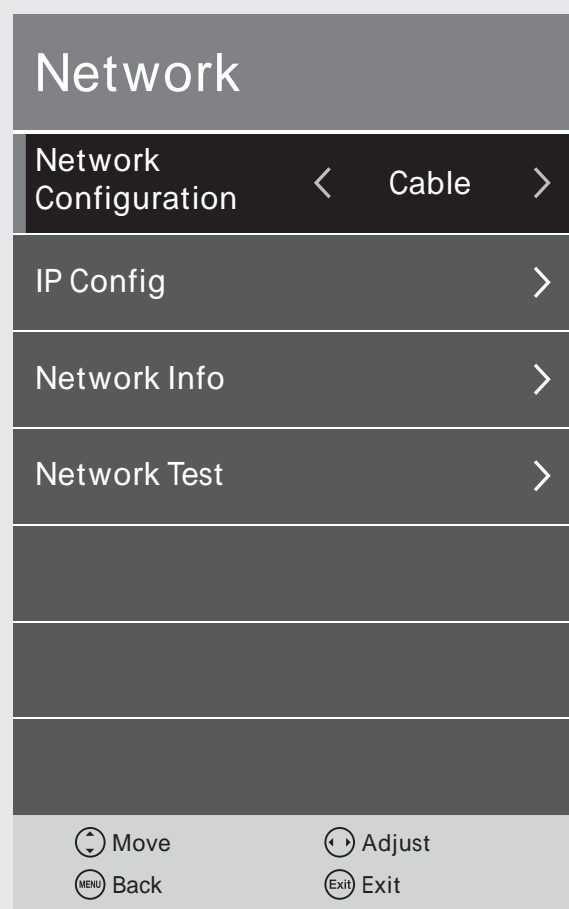 Network
Network
Configuration
Cable
IP Config
Network Info
Network Test
Move
Adjust
MENU Back
Exit Exit